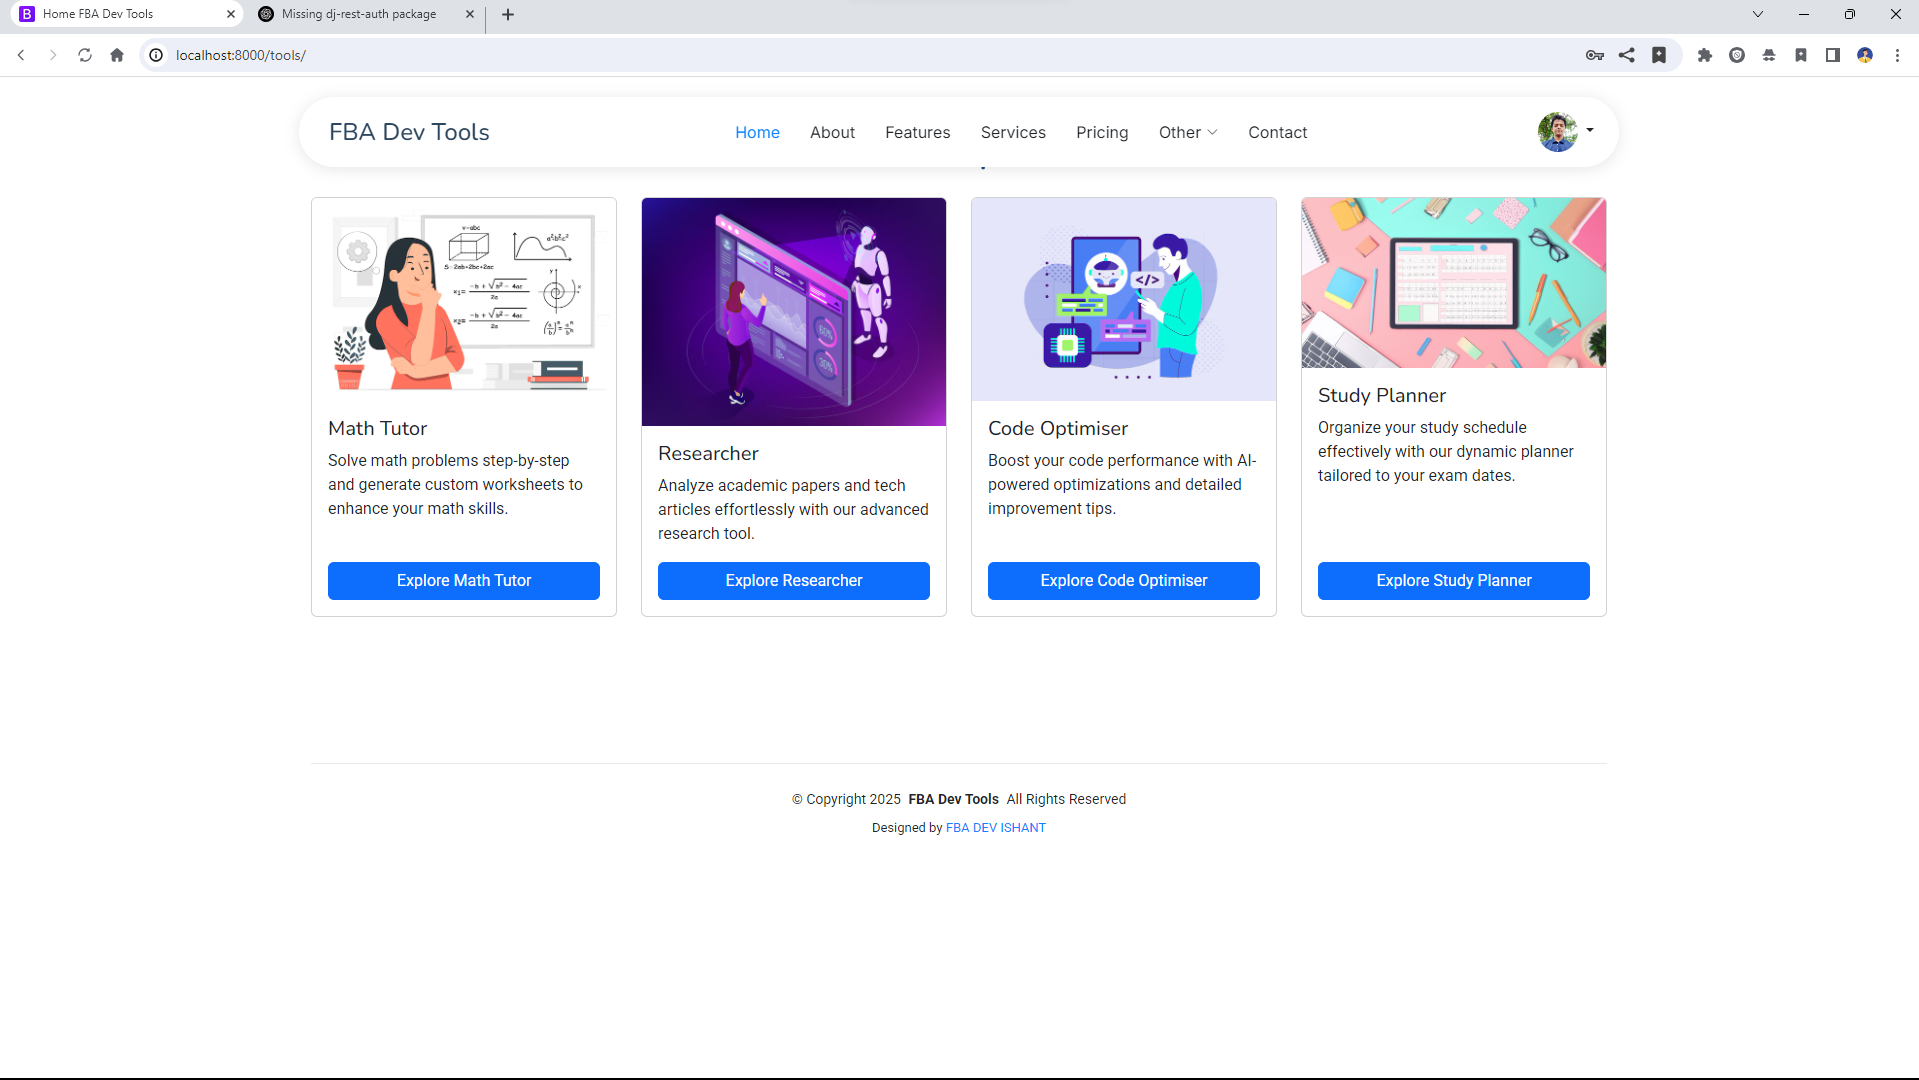 Home FBA Dev Tools
Missing dj-rest-auth package
localhost:8000/tools/
FBA Dev Tools
Home
About
Features
Services
Pricing
Other
Contact
Math Tutor
Solve math problems step-by-step
and generate custom worksheets to
enhance your math skills.
Explore Math Tutor
60%
30%
Researcher
Analyze academic papers and tech
articles effortlessly with our advanced
research tool.
Explore Researcher
</>
Code Optimiser
Boost your code performance with AI-
powered optimizations and detailed
improvement tips.
Explore Code Optimiser
Study Planner
Organize your study schedule
effectively with our dynamic planner
tailored to your exam dates.
Explore Study Planner
© Copyright 2025 FBA Dev Tools All Rights Reserved
Designed by FBA DEV ISHANT